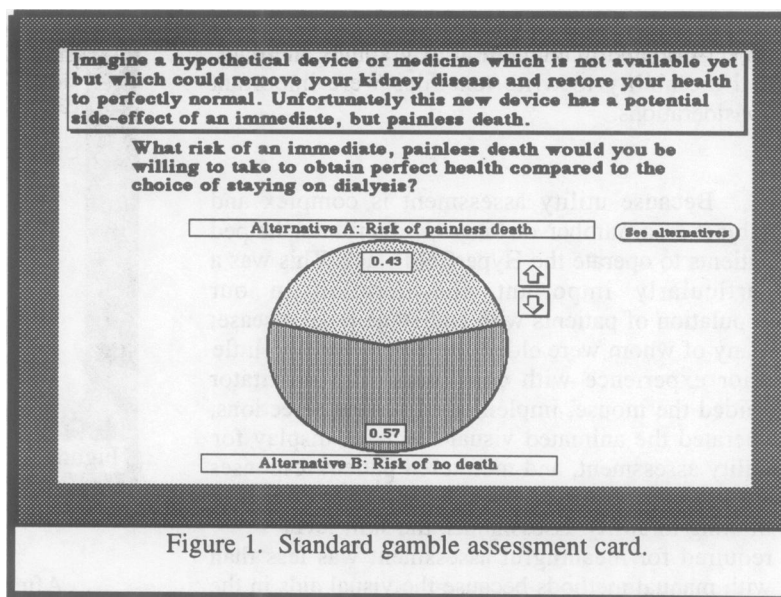 Imagine a hypothetical device or medicine which is not available yet
but which could remove your kidney disease and restore your health
to perfectly normal. Unfortunately this new device has a potential
side-effect of an immediate, but painless death.
What risk of an immediate, painless death would you be
willing to take to obtain perfect health compared to the
choice of staying on dialysis?
Alternative A: Risk of painless death
See alternatives
0.43
0.57
Alternative B: Risk of no death
Figure 1. Standard gamble assessment card.